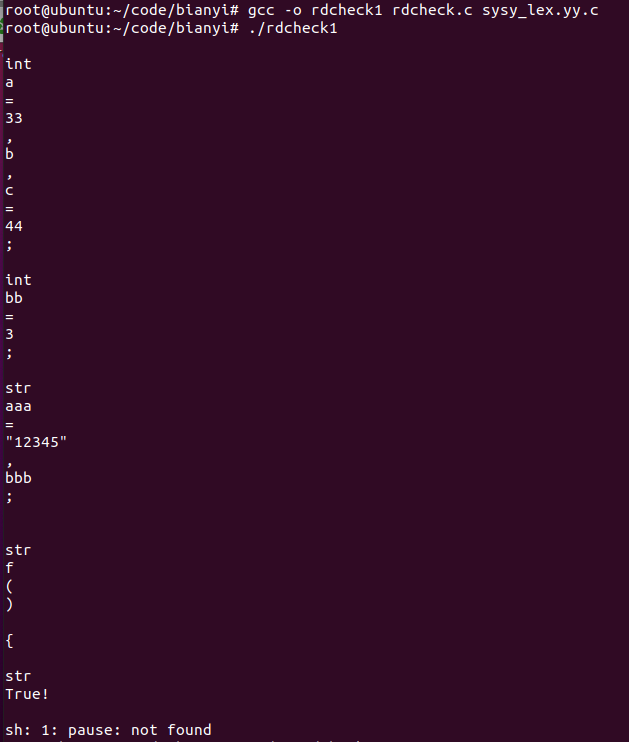 root@ubuntu:~/code/bianyi# gcc -o rdcheck1 rdcheck.c sysy_lex.yy.c
root@ubuntu:~/code/bianyi# ./rdcheck1
int
a
=
33
,
b
,
c
=
44
;
int
bb
=
3
;
str
aaa
=
"12345"
,
bbb
;
str
f
(
)
{
str
True!
sh: 1: pause: not found